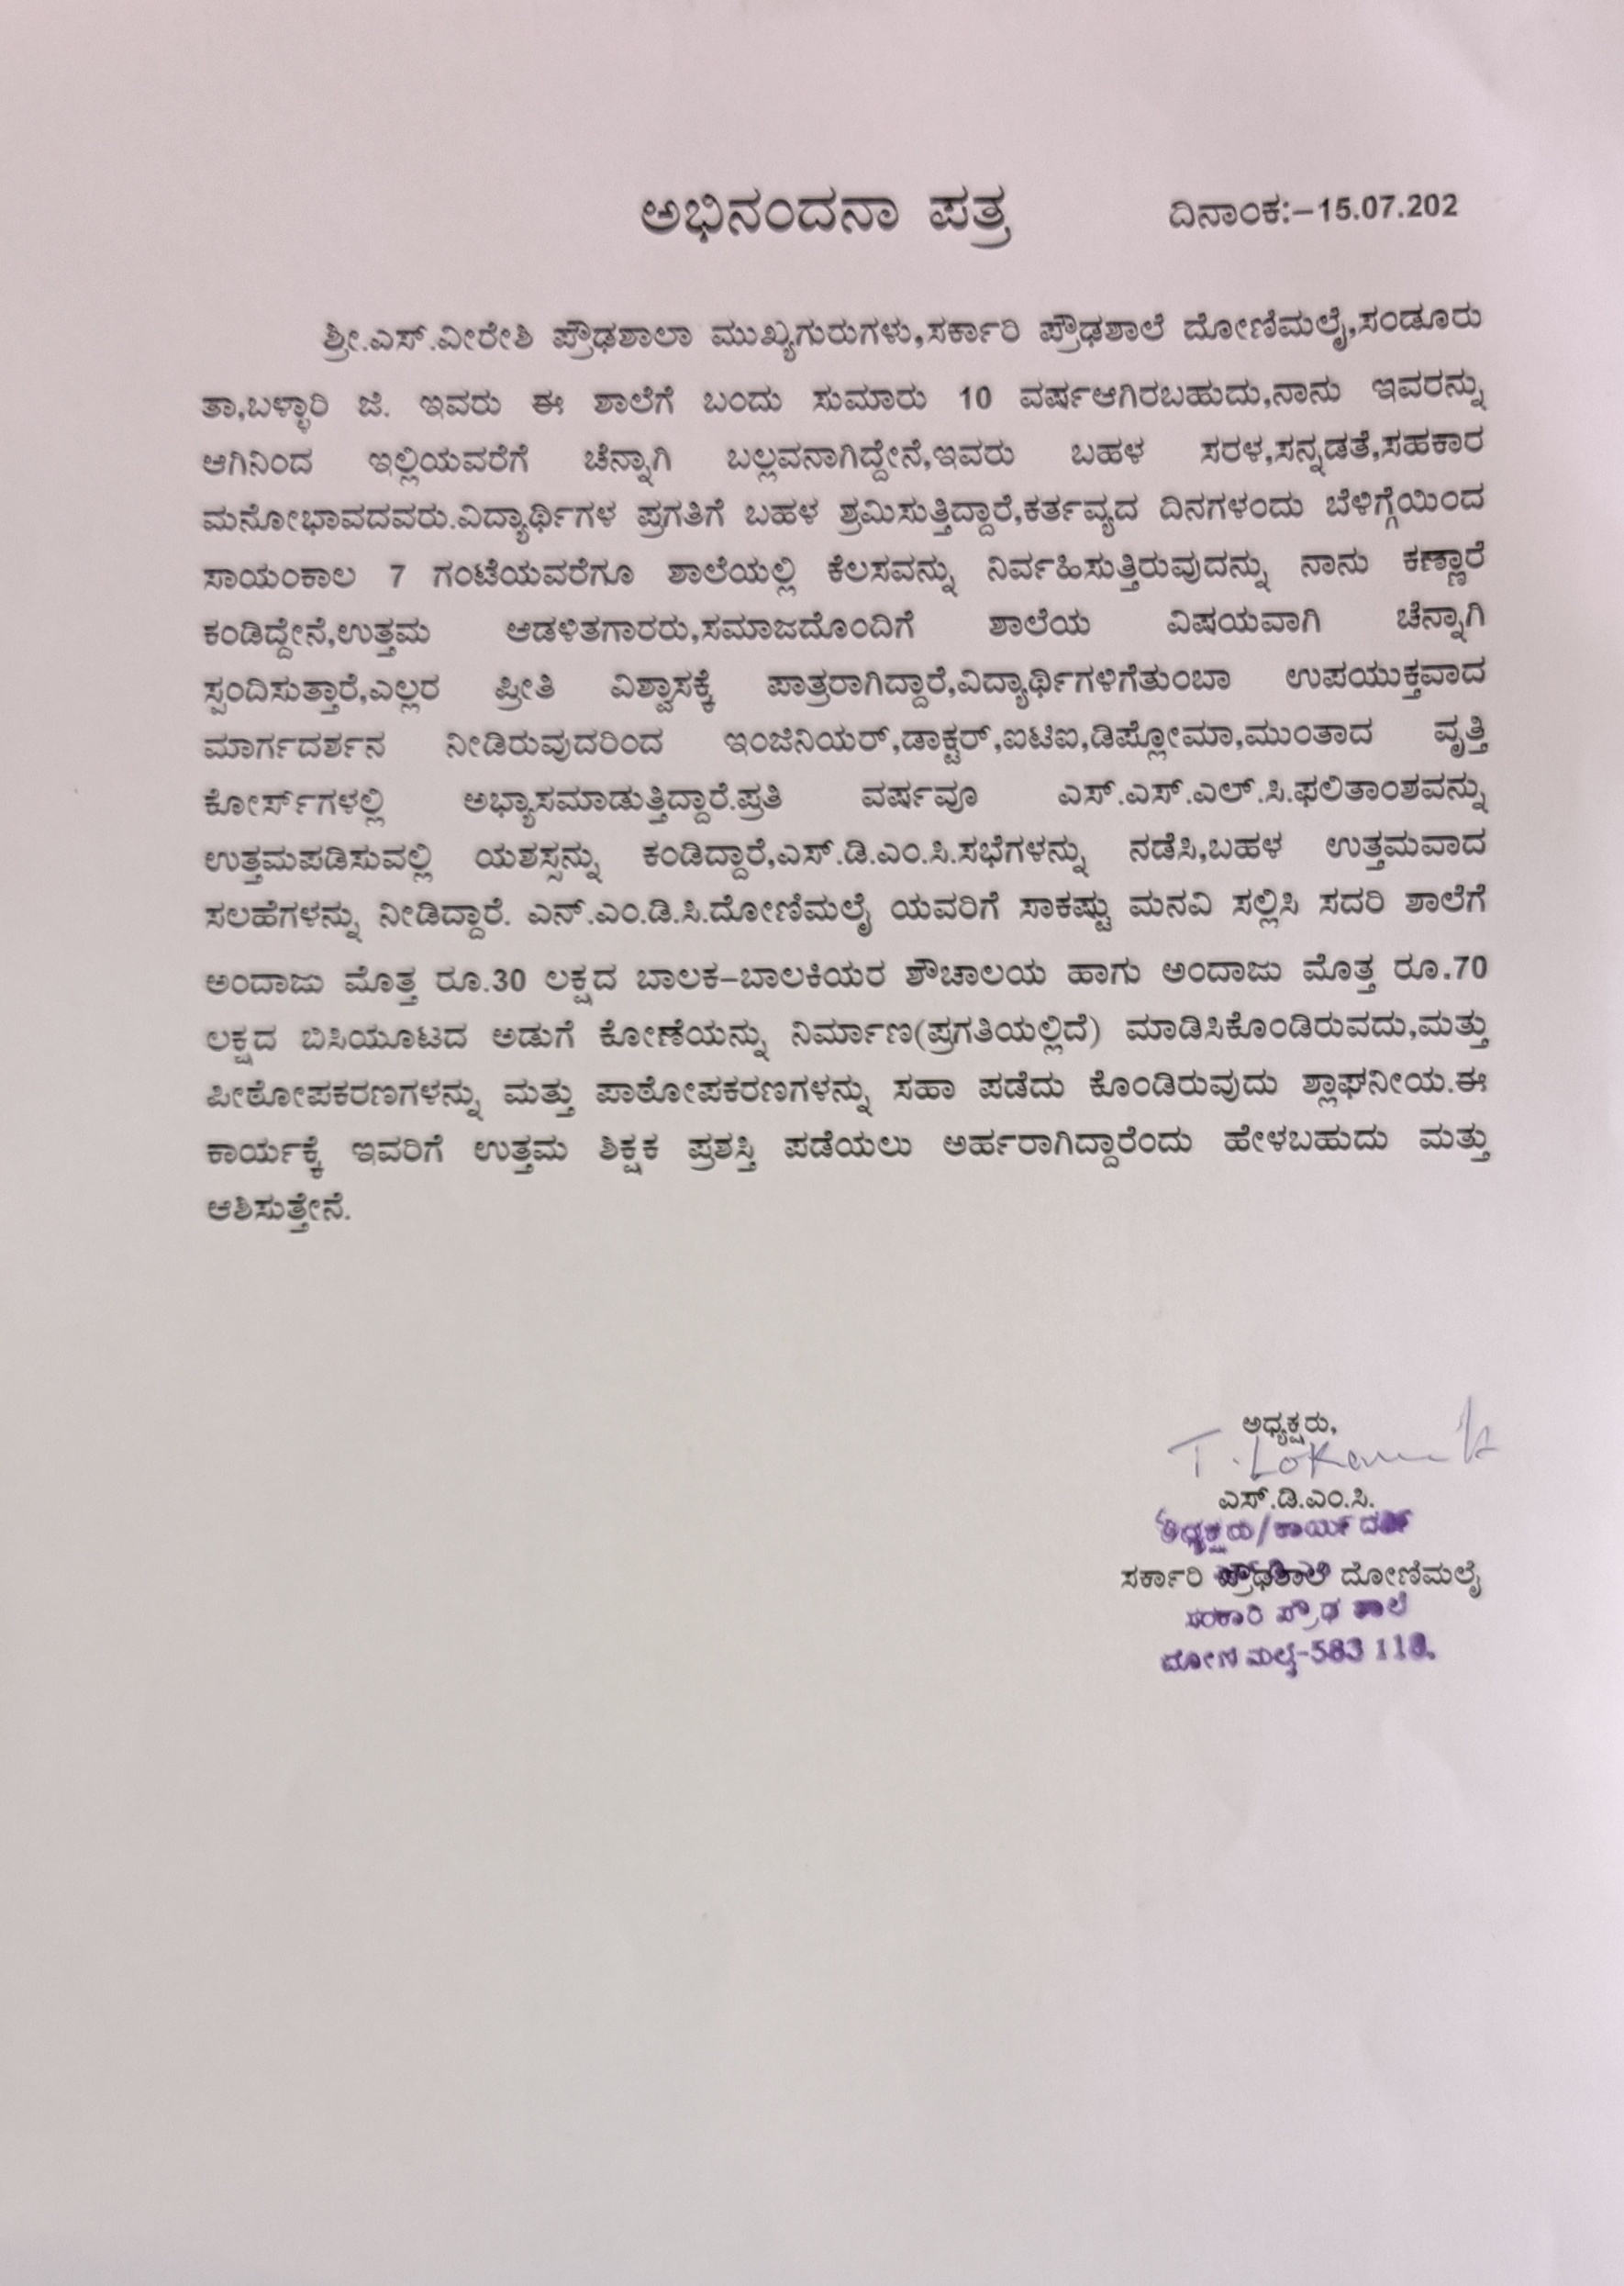 ಅಭಿನಂದನಾ ಪತ್ರ ದಿನಾಂಕ:–15.07.202
ಶ್ರೀ.ಎಸ್.ವೀರೇಶಿ ಪ್ರೌಢಶಾಲಾ ಮುಖ್ಯಗುರುಗಳು,ಸರ್ಕಾರಿ ಪ್ರೌಢಶಾಲೆ ದೋಣಿಮಲೈ,ಸಂಡೂರು
ತಾ,ಬಳ್ಳಾರಿ ಜಿ. ಇವರು ಈ ಶಾಲೆಗೆ ಬಂದು ಸುಮಾರು 10 ವರ್ಷಆಗಿರಬಹುದು,ನಾನು ಇವರನ್ನು
ಆಗಿನಿಂದ ಇಲ್ಲಿಯವರೆಗೆ ಚೆನ್ನಾಗಿ ಬಲ್ಲವನಾಗಿದ್ದೇನೆ,ಇವರು ಬಹಳ ಸರಳ,ಸನ್ನಡತೆ,ಸಹಕಾರ
ಮನೋಭಾವದವರು.ವಿದ್ಯಾರ್ಥಿಗಳ ಪ್ರಗತಿಗೆ ಬಹಳ ಶ್ರಮಿಸುತ್ತಿದ್ದಾರೆ,ಕರ್ತವ್ಯದ ದಿನಗಳಂದು ಬೆಳಿಗ್ಗೆಯಿಂದ
ಸಾಯಂಕಾಲ 7 ಗಂಟೆಯವರೆಗೂ ಶಾಲೆಯಲ್ಲಿ ಕೆಲಸವನ್ನು ನಿರ್ವಹಿಸುತ್ತಿರುವುದನ್ನು ನಾನು ಕಣ್ಣಾರೆ
ಕಂಡಿದ್ದೇನೆ,ಉತ್ತಮ ಆಡಳಿತಗಾರರು,ಸಮಾಜದೊಂದಿಗೆ ಶಾಲೆಯ ವಿಷಯವಾಗಿ ಚೆನ್ನಾಗಿ
ಸ್ಪಂದಿಸುತ್ತಾರೆ,ಎಲ್ಲರ ಪ್ರೀತಿ ವಿಶ್ವಾಸಕ್ಕೆ ಪಾತ್ರರಾಗಿದ್ದಾರೆ,ವಿದ್ಯಾರ್ಥಿಗಳಿಗೆತುಂಬಾ ಉಪಯುಕ್ತವಾದ
ಮಾರ್ಗದರ್ಶನ ನೀಡಿರುವುದರಿಂದ ಇಂಜಿನಿಯರ್,ಡಾಕ್ಟರ್,ಐಟಿಐ,ಡಿಪ್ಲೋಮಾ,ಮುಂತಾದ ವೃತ್ತಿ
ಕೋರ್ಸ್‌ಗಳಲ್ಲಿ ಅಭ್ಯಾಸಮಾಡುತ್ತಿದ್ದಾರೆ.ಪ್ರತಿ ವರ್ಷವೂ ಎಸ್.ಎಸ್.ಎಲ್.ಸಿ.ಫಲಿತಾಂಶವನ್ನು
ಉತ್ತಮಪಡಿಸುವಲ್ಲಿ ಯಶಸ್ಸನ್ನು ಕಂಡಿದ್ದಾರೆ,ಎಸ್.ಡಿ.ಎಂ.ಸಿ.ಸಭೆಗಳನ್ನು ನಡೆಸಿ,ಬಹಳ ಉತ್ತಮವಾದ
ಸಲಹೆಗಳನ್ನು ನೀಡಿದ್ದಾರೆ. ಎನ್.ಎಂ.ಡಿ.ಸಿ.ದೋಣಿಮಲೈ ಯವರಿಗೆ ಸಾಕಷ್ಟು ಮನವಿ ಸಲ್ಲಿಸಿ ಸದರಿ ಶಾಲೆಗೆ
ಅಂದಾಜು ಮೊತ್ತ ರೂ.30 ಲಕ್ಷದ ಬಾಲಕ–ಬಾಲಕಿಯರ ಶೌಚಾಲಯ ಹಾಗು ಅಂದಾಜು ಮೊತ್ತ ರೂ.70
ಲಕ್ಷದ ಬಿಸಿಯೂಟದ ಅಡುಗೆ ಕೋಣೆಯನ್ನು ನಿರ್ಮಾಣ(ಪ್ರಗತಿಯಲ್ಲಿದೆ) ಮಾಡಿಸಿಕೊಂಡಿರುವದು,ಮತ್ತು
ಪೀಠೋಪಕರಣಗಳನ್ನು ಮತ್ತು ಪಾಠೋಪಕರಣಗಳನ್ನು ಸಹಾ ಪಡೆದು ಕೊಂಡಿರುವುದು ಶ್ಲಾಘನೀಯ.ಈ
ಕಾರ್ಯಕ್ಕೆ ಇವರಿಗೆ ಉತ್ತಮ ಶಿಕ್ಷಕ ಪ್ರಶಸ್ತಿ ಪಡೆಯಲು ಅರ್ಹರಾಗಿದ್ದಾರೆಂದು ಹೇಳಬಹುದು ಮತ್ತು
ಆಶಿಸುತ್ತೇನೆ.
ಅಧ್ಯಕ್ಷರು,
ಎಸ್.ಡಿ.ಎಂ.ಸಿ.
ಅಧ್ಯಕ್ಷರು/ಕಾರ್ಯದರ್ಶಿ
ಸರ್ಕಾರಿ ಪ್ರೌಢಶಾಲೆ ದೋಣಿಮಲೈ
ಸರಕಾರಿ ಪ್ರೌಢ ಶಾಲೆ